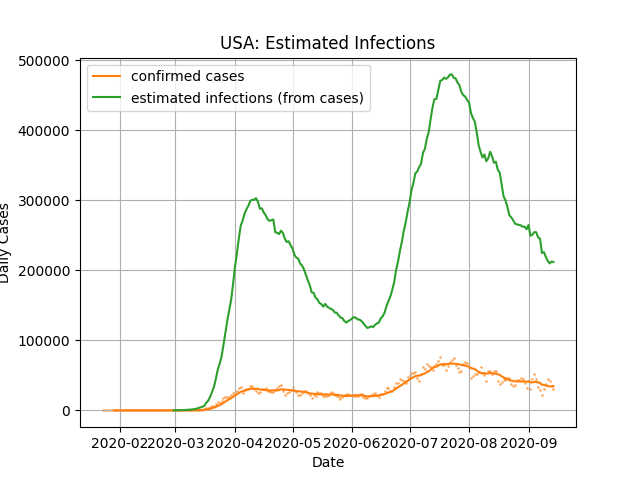 USA: Estimated Infections
confirmed cases
estimated infections (from cases)
500000
400000
300000
200000
100000
0
Daily Cases
2020-02
2020-03
2020-04
2020-05
2020-06
2020-07
2020-08
2020-09
Date